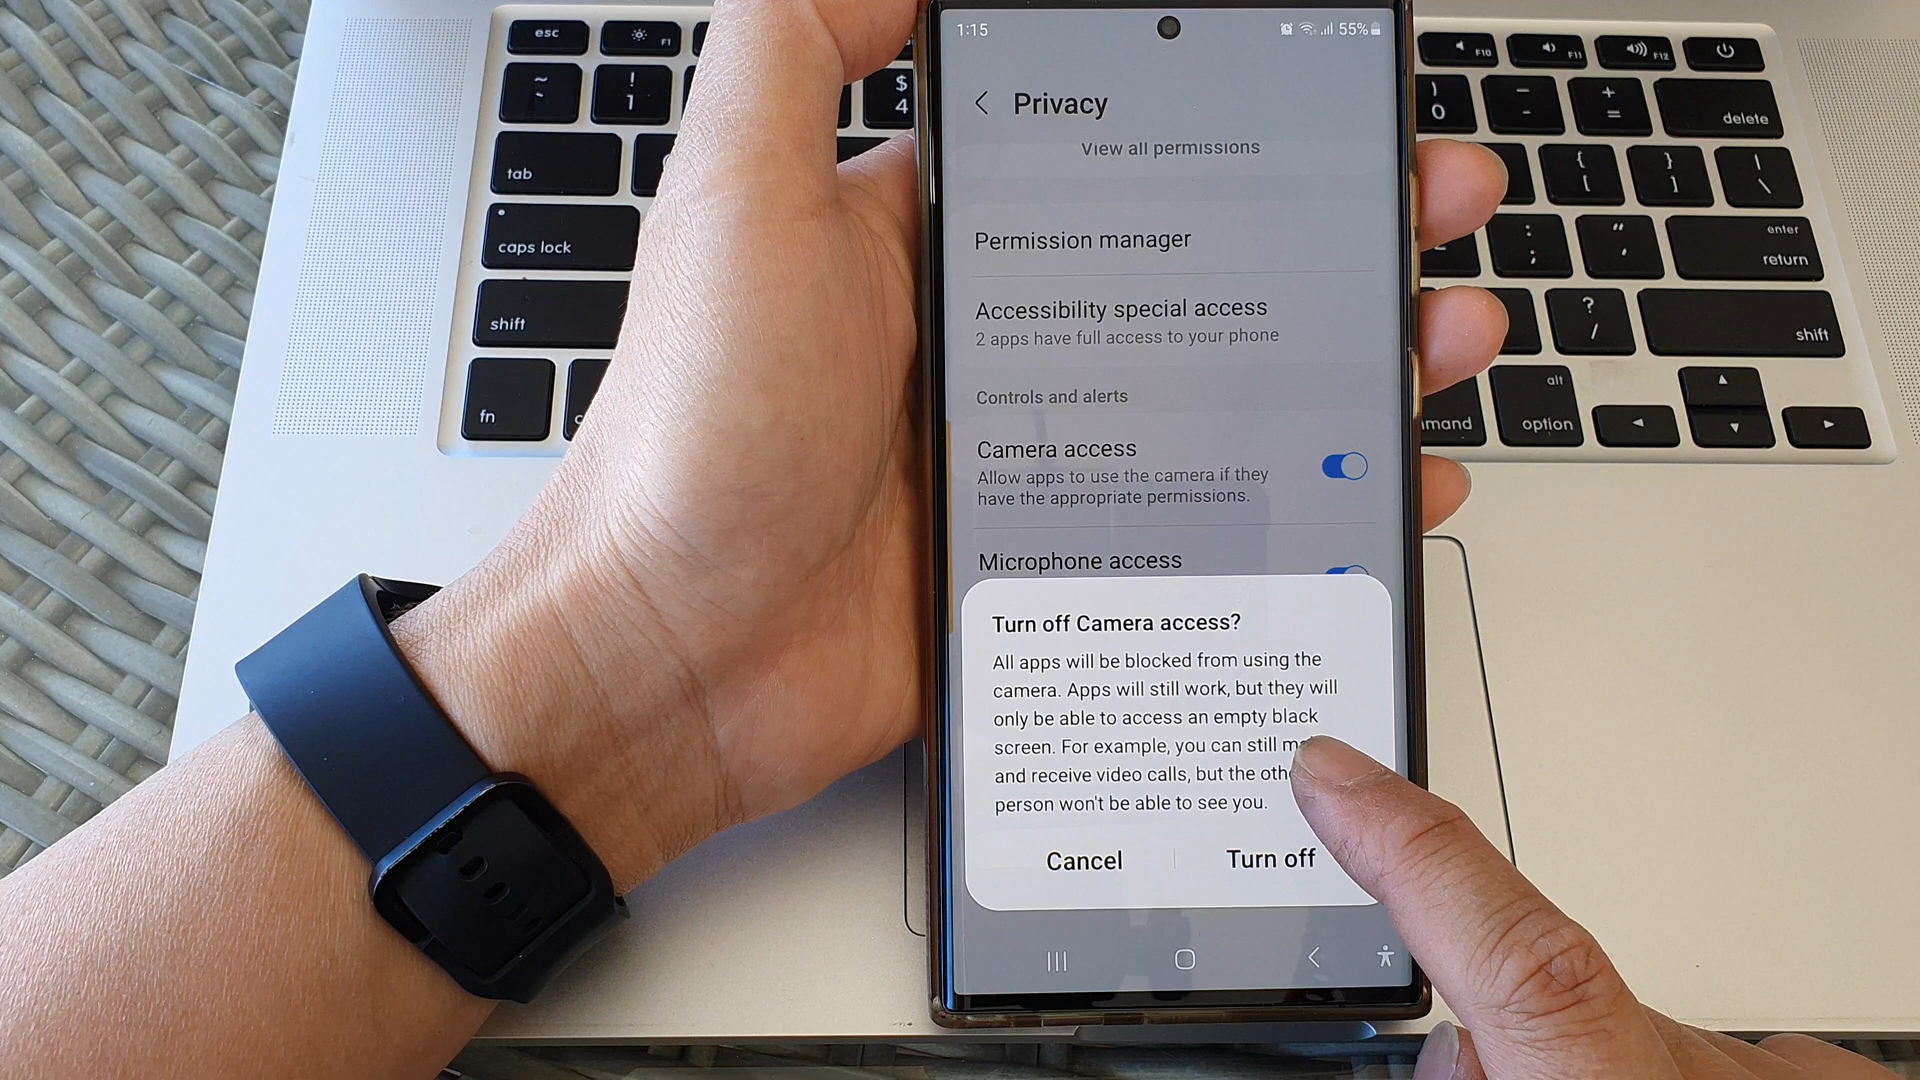 1:15
55%
Privacy
View all permissions
Permission manager
Accessibility special access
2 apps have full access to your phone
Controls and alerts
Camera access
Allow apps to use the camera if they
have the appropriate permissions.
Microphone access
Turn off Camera access?
All apps will be blocked from using the
camera. Apps will still work, but they will
only be able to access an empty black
screen. For example, you can still
and receive video calls, but the
person won't be able to see you.
Cancel
Turn off
esc
F1
~
`
!
1
$
4
tab
caps lock
shift
fn
F10
F11
F12
)
0
-
+
=
delete
{
[
}
]
|
\
:
;
"
,
enter
return
?
/
shift
alt
option